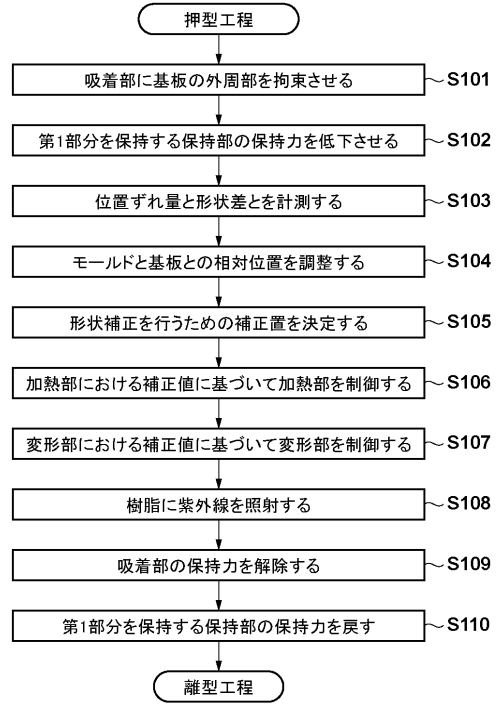 押型工程
吸着部に基板の外周部を拘束させる
S101
第1部分を保持する保持部の保持力を低下させる
S102
位置ずれ量と形状差とを計測する
S103
モールドと基板との相対位置を調整する
S104
形状補正を行うための補正置を決定する
S105
加熱部における補正値に基づいて加熱部を制御する
S106
変形部における補正値に基づいて変形部を制御する
S107
樹脂に紫外線を照射する
S108
吸着部の保持力を解除する
S109
第1部分を保持する保持部の保持力を戻す
S110
離型工程